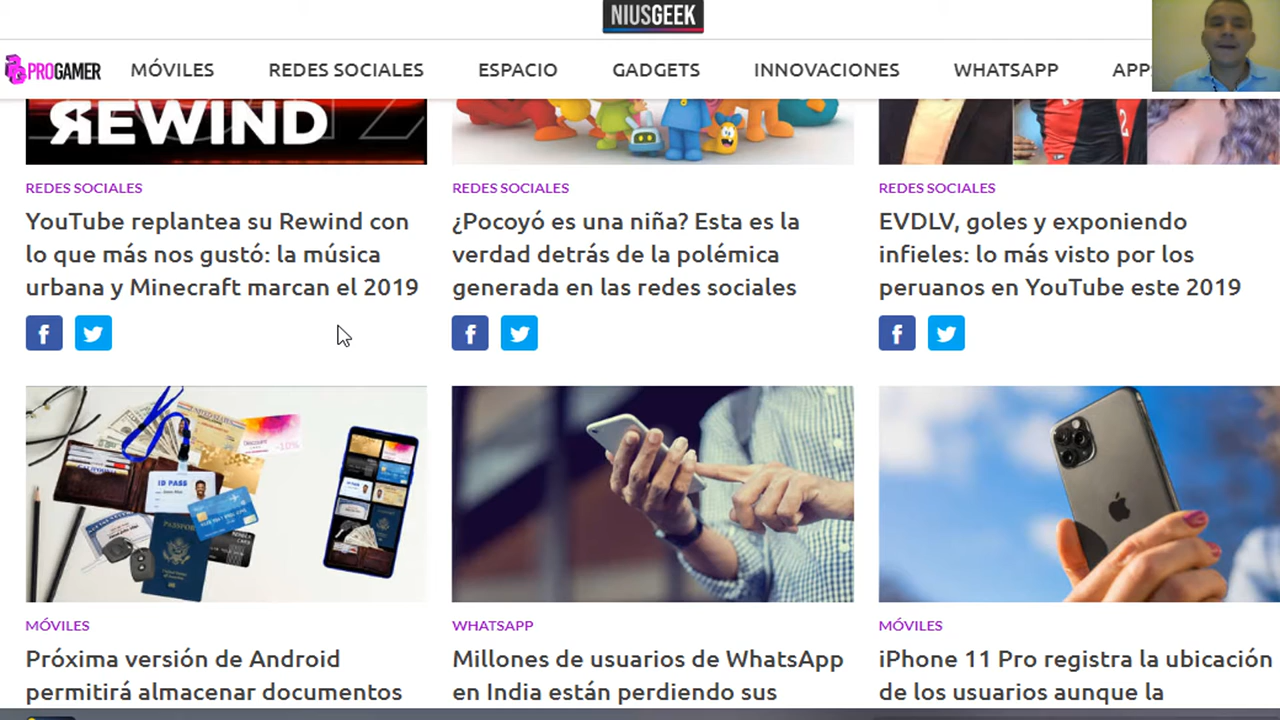 NIUSGEEK
PROGAMER MÓVILES REDES SOCIALES ESPACIO GADGETS INNOVACIONES WHATSAPP
REWIND
REDES SOCIALES
YouTube replantea su Rewind con
lo que más nos gustó: la música
urbana y Minecraft marcan el 2019
REDES SOCIALES
¿Pocoyó es una niña? Esta es la
verdad detrás de la polémica
generada en las redes sociales
REDES SOCIALES
EVDLV, goles y exponiendo
infieles: lo más visto por los
peruanos en YouTube este 2019
ID PASS
PASSPORT
MÓVILES
Próxima versión de Android
permitirá almacenar documentos
WHATSAPP
Millones de usuarios de WhatsApp
en India están perdiendo sus
MÓVILES
iPhone 11 Pro registra la ubicación
de los usuarios aunque la